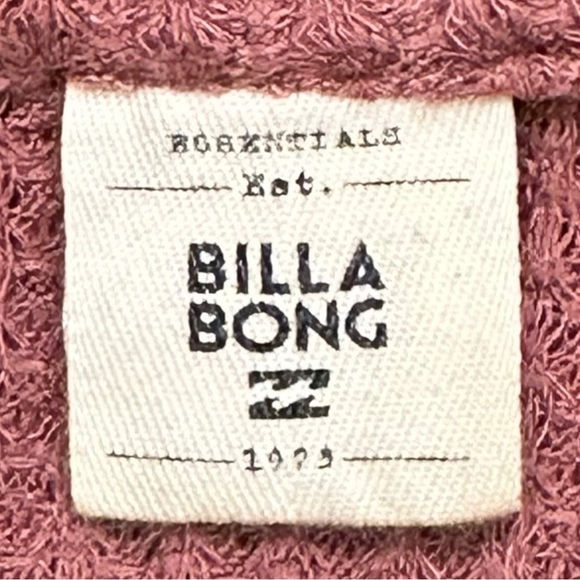 ESSENTIALS
Est.
BILLA
BONG
1973